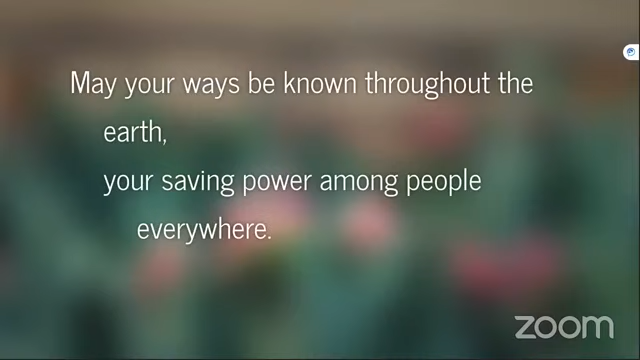 May your ways be known throughout the
earth,
your saving power among people
everywhere.
zoom